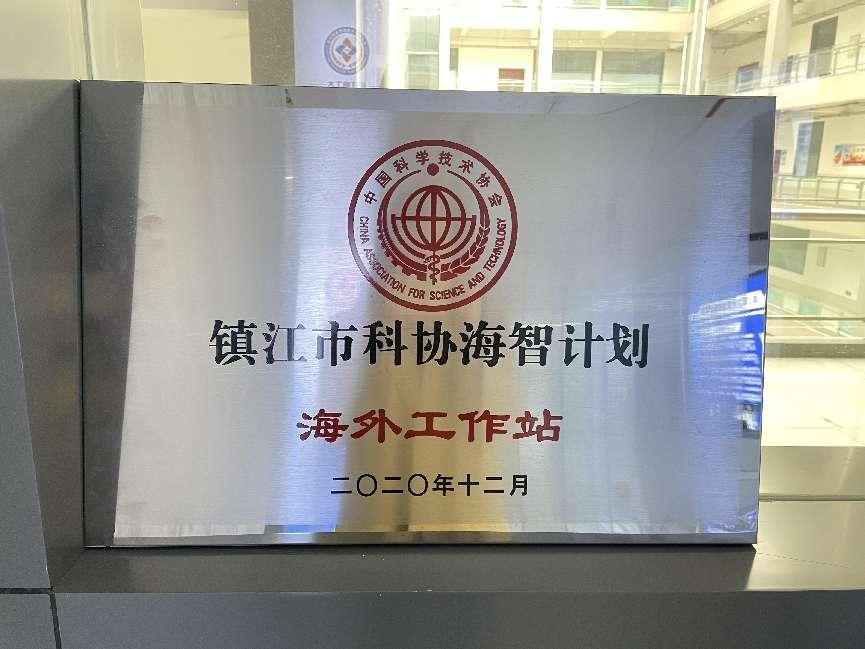 中国科学技术协会
CHINA ASSOCIATION FOR SCIENCE AND TECHNOLOGY
镇江市科协海智计划
海外工作站
二〇二〇年十二月